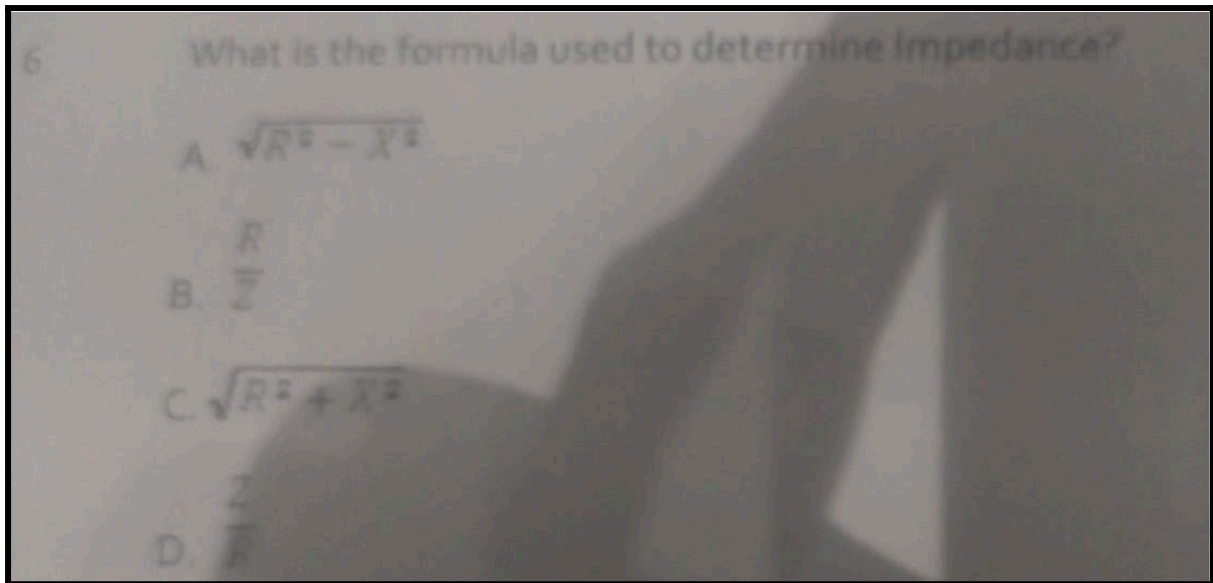 6 What is the formula used to determine Impedance?
A. √R² − X²
B. R/Z
C. √R² + X²
D. Z/R